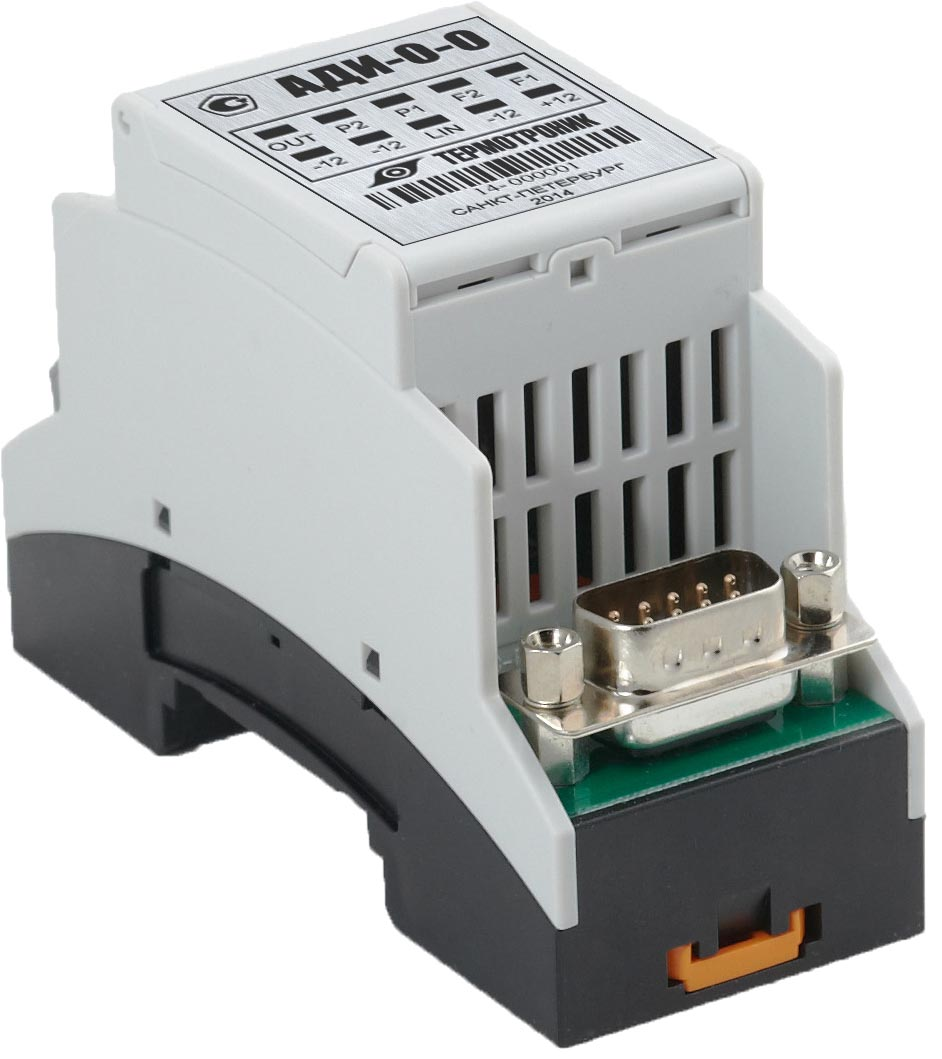 АДИ-0-0
OUT P2 P1 F2 F1
-12 -12 LIN -12 +12
ТЕРМОТРОНИК
14-000001
САНКТ-ПЕТЕРБУРГ
2014